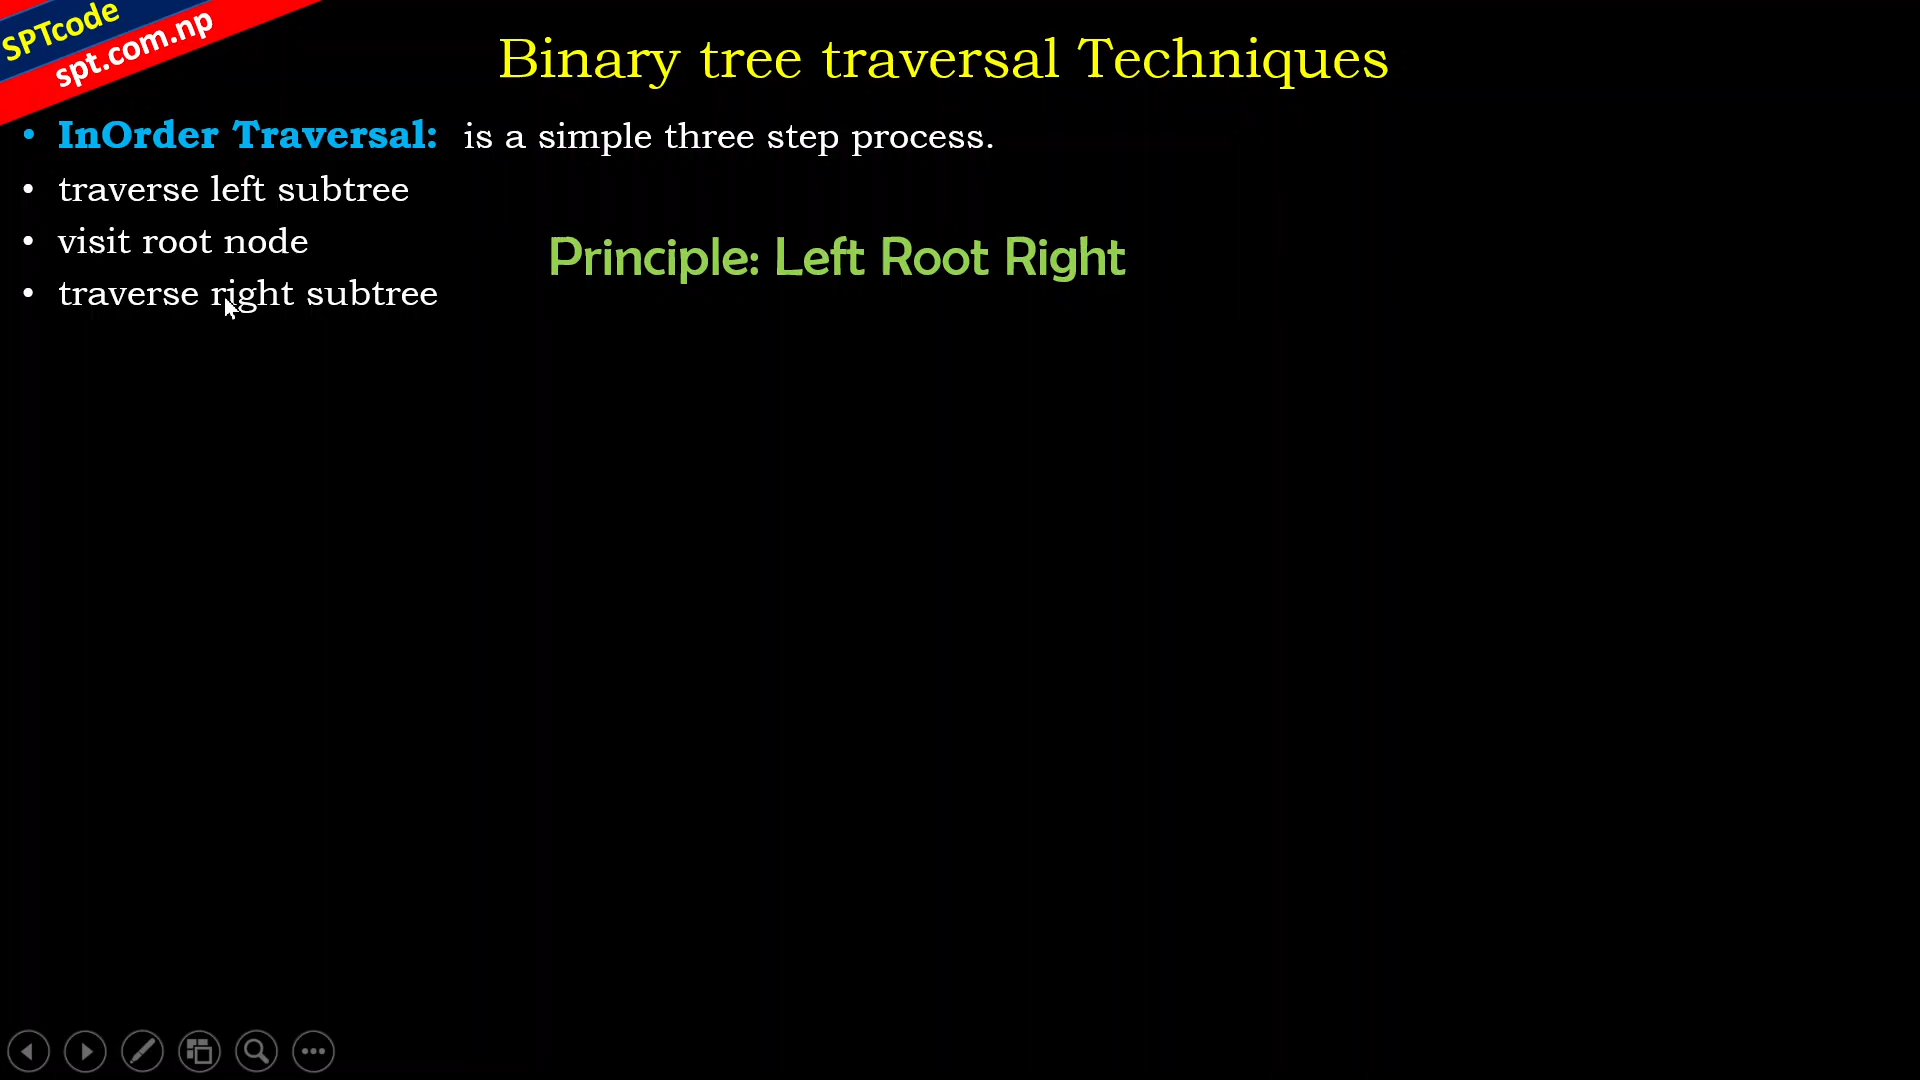 SPTcode
spt.com.np
Binary tree traversal Techniques
• InOrder Traversal: is a simple three step process.
• traverse left subtree
• visit root node
• traverse right subtree
Principle: Left Root Right